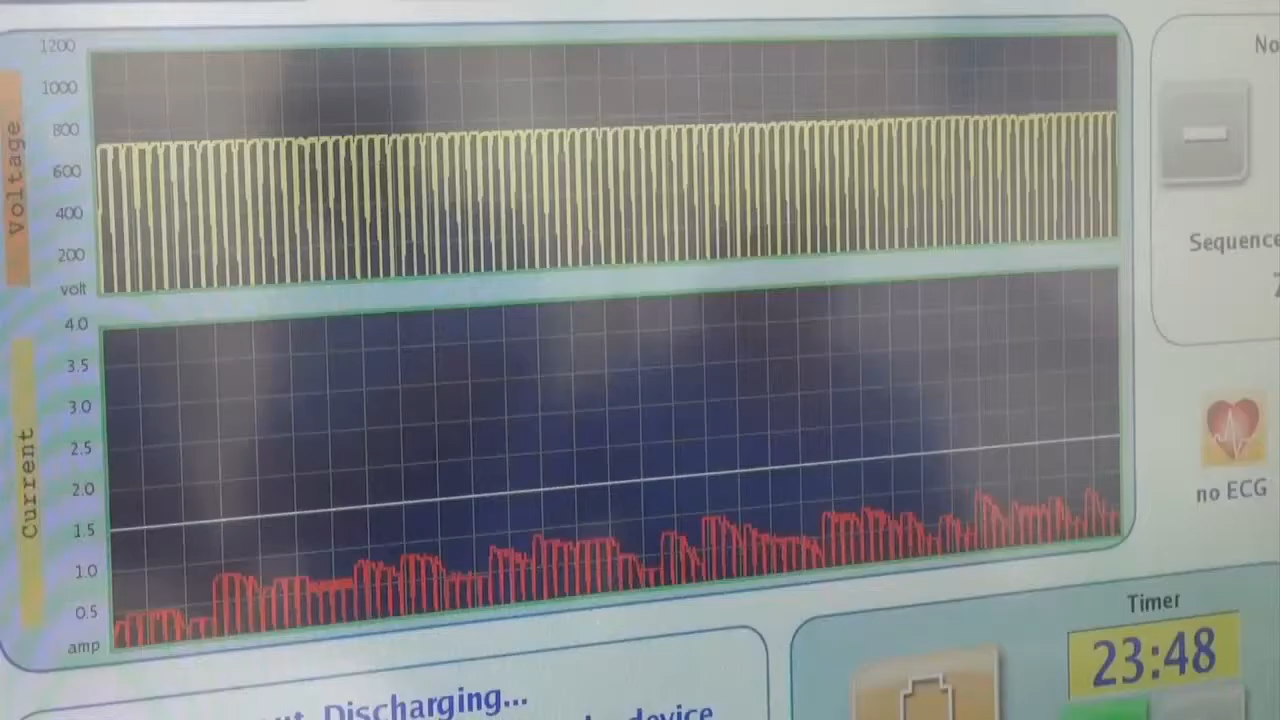 1200
1000
800
600
400
200
volt
Voltage
4.0
3.5
3.0
2.5
2.0
1.5
1.0
0.5
amp
Current
No
Sequence
no ECG
Timer
23:48
Discharging...
device